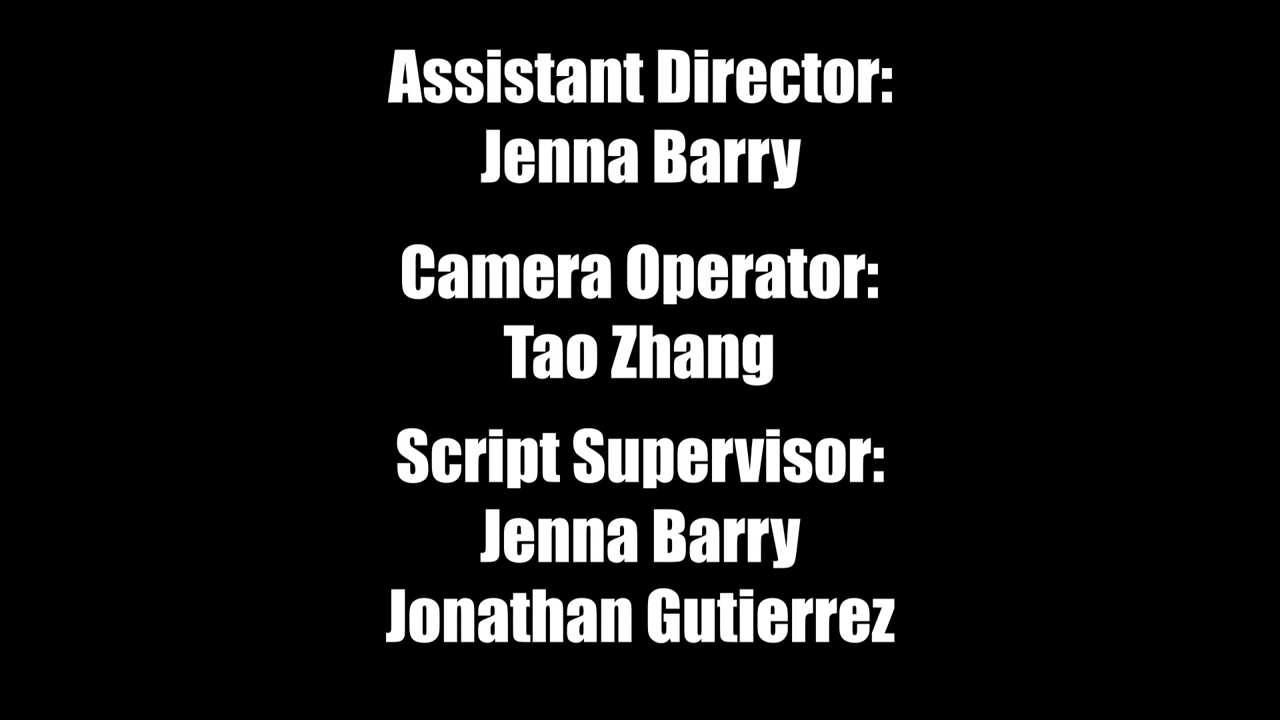 Assistant Director:
Jenna Barry
Camera Operator:
Tao Zhang
Script Supervisor:
Jenna Barry
Jonathan Gutierrez